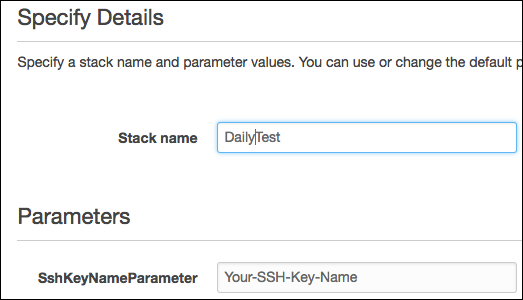 Specify Details
Specify a stack name and parameter values. You can use or change the default p
Stack name
DailyTest
Parameters
SshKeyNameParameter
Your-SSH-Key-Name